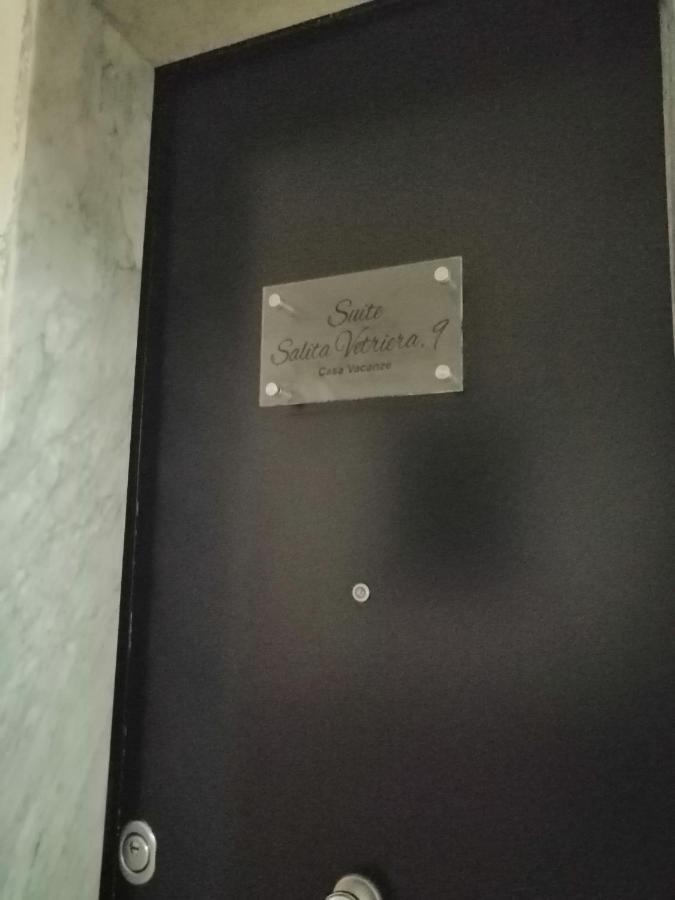 Suite
Salita Vetriera, 9
Casa Vacanze